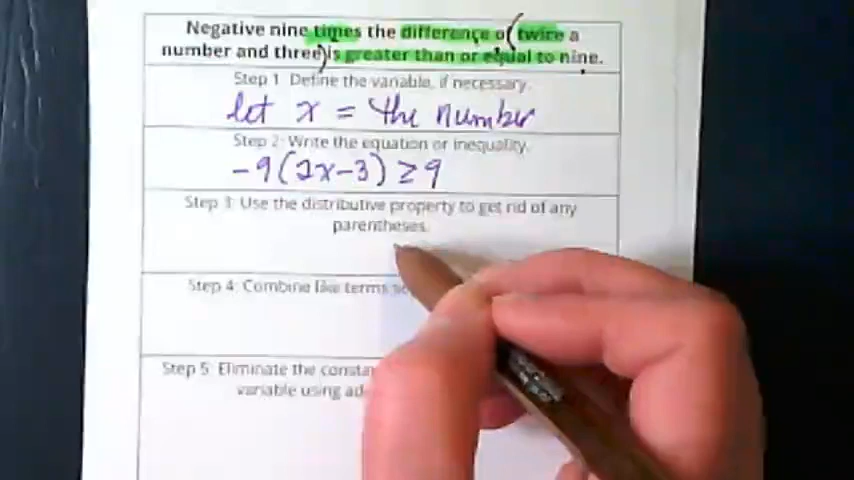 Negative nine times the difference of (twice a
number and three) is greater than or equal to nine.
Step 1: Define the variable, if necessary.
let x = the number
Step 2: Write the equation or inequality.
-9(2x-3) ≥ 9
Step 3: Use the distributive property to get rid of any
parentheses.
Step 4: Combine like terms
Step 5: Eliminate the
variable using